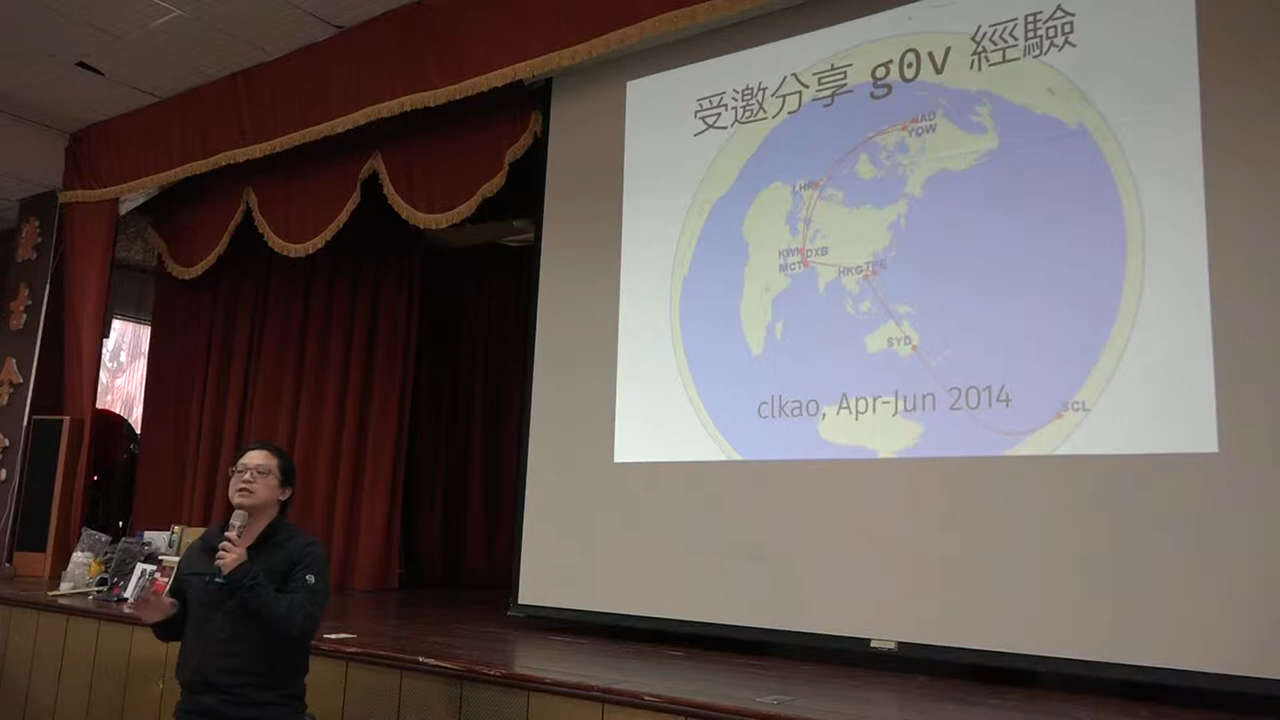 受邀分享 g0v 經驗
IAD
YOW
LHR
KWI DXB
MCT
HKG TPE
SYD
clkao, Apr-Jun 2014
SCL